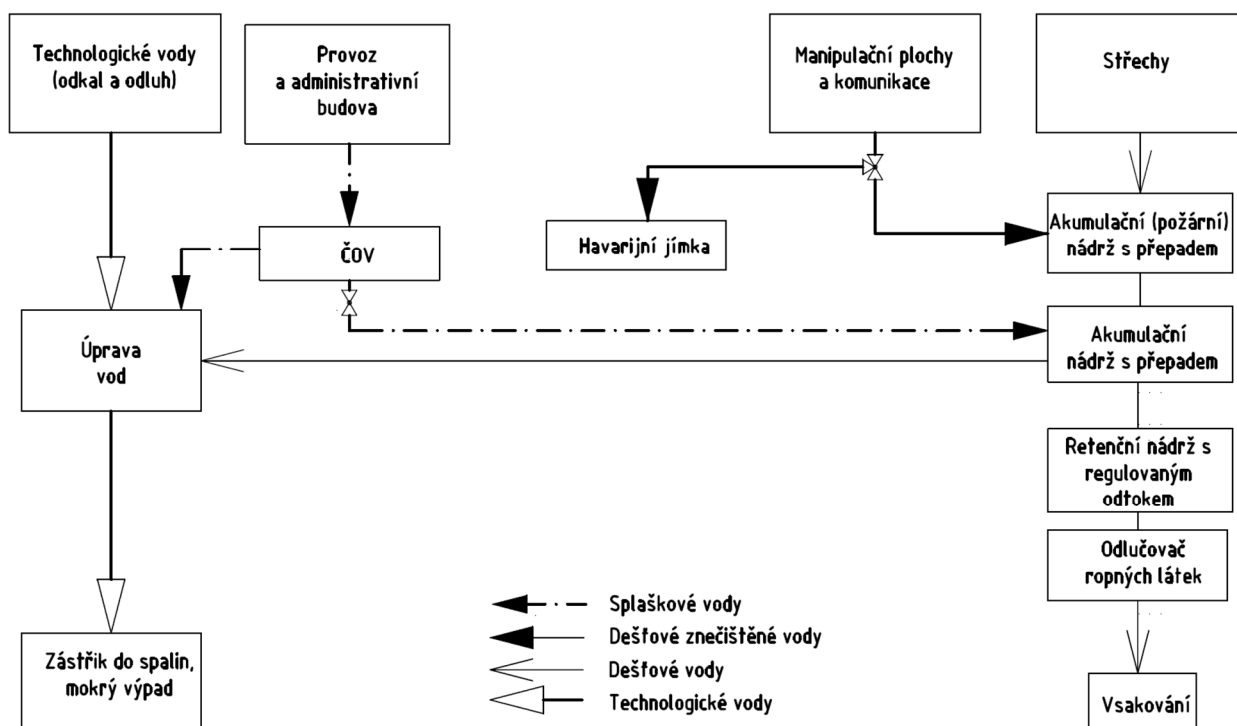 Technologické vody
(odkal a odluh)
Provoz
a administrativní
budova
Manipulační plochy
a komunikace
Střechy
Havarijní jímka
Akumulační (požární)
nádrž s přepadem
ČOV
Úprava
vod
Akumulační
nádrž s přepadem
Retenční nádrž s
regulovaným
odtokem
Odlučovač
ropných látek
Zástřik do spalin,
mokrý výpad
Splaškové vody
Dešťové znečištěné vody
Dešťové vody
Technologické vody
Vsakování